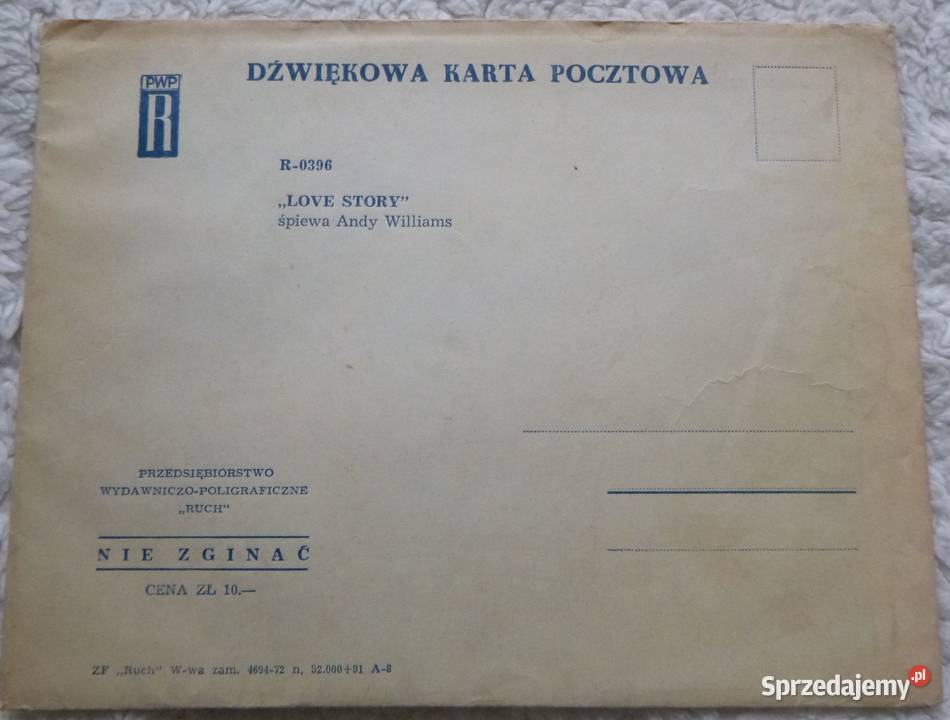 DŹWIĘKOWA KARTA POCZTOWA
PWP
R
R-0396
„LOVE STORY”
śpiewa Andy Williams
PRZEDSIĘBIORSTWO
WYDAWNICZO-POLIGRAFICZNE
„RUCH”
NIE ZGINAĆ
CENA ZŁ 10.—
ZF „Ruch” W-wa zam. 4694-72 n, 52.000+91 A-8
Sprzedajemy.pl